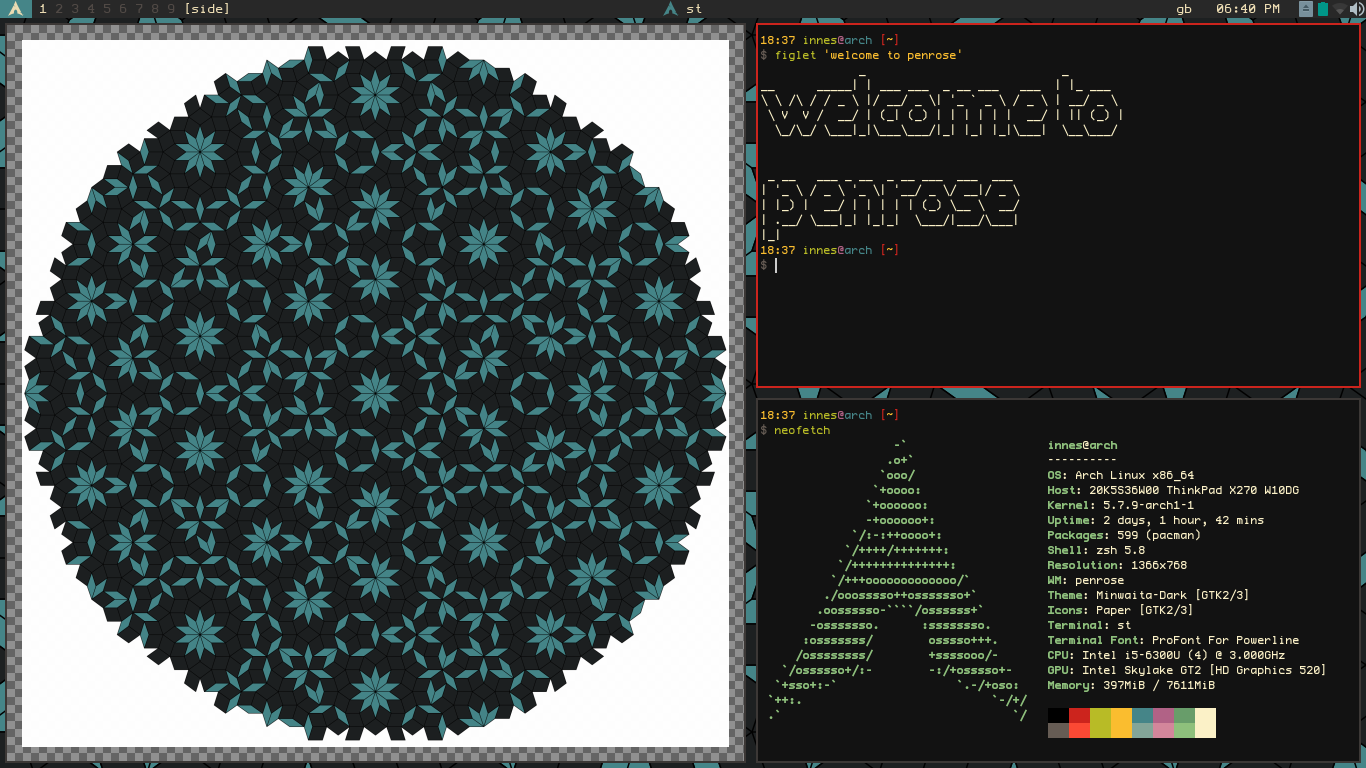 1 2 3 4 5 6 7 8 9 [side]
st
gb 06:40 PM
18:37 innes@arch [~]
$ figlet 'welcome to penrose'
welcome to
penrose
18:37 innes@arch [~]
$
18:37 innes@arch [~]
$ neofetch
innes@arch
----------
OS: Arch Linux x86_64
Host: 20K5S36W00 ThinkPad X270 W10DG
Kernel: 5.7.9-arch1-1
Uptime: 2 days, 1 hour, 42 mins
Packages: 599 (pacman)
Shell: zsh 5.8
Resolution: 1366x768
WM: penrose
Theme: Minwaita-Dark [GTK2/3]
Icons: Paper [GTK2/3]
Terminal: st
Terminal Font: ProFont For Powerline
CPU: Intel i5-6300U (4) @ 3.000GHz
GPU: Intel Skylake GT2 [HD Graphics 520]
Memory: 397MiB / 7611MiB